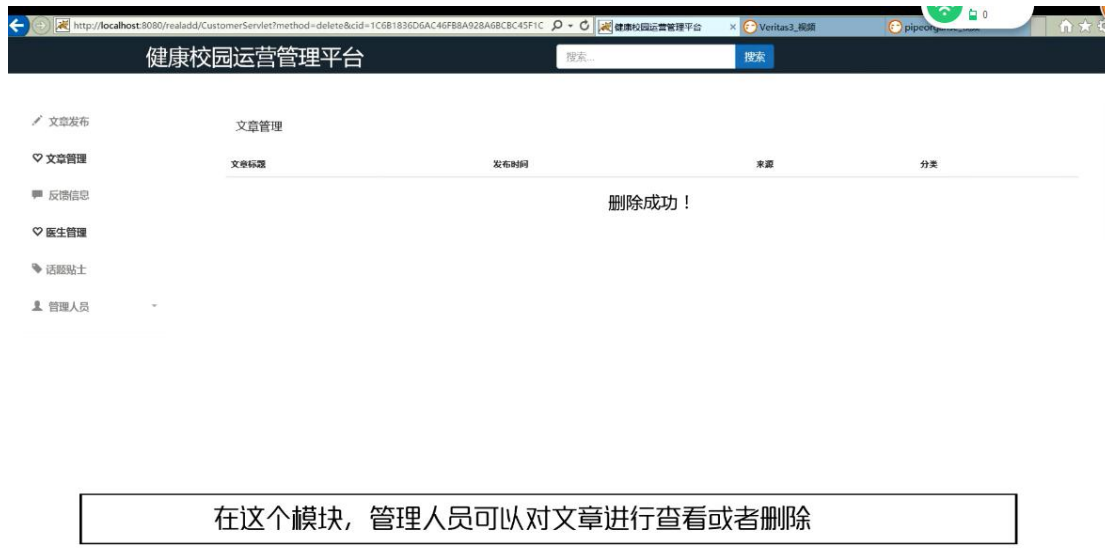 http://localhost:8080/realadd/CustomerServlet?method=delete&cid=1C6B1836D6AC46FB8A928A6BCBC45F1C
健康校园运营管理平台
Veritas3_视频
0
健康校园运营管理平台
搜索...
搜索
文章发布
文章管理
反馈信息
医生管理
话题贴士
管理人员
文章管理
文章标题 发布时间 来源 分类
删除成功！
在这个模块，管理人员可以对文章进行查看或者删除